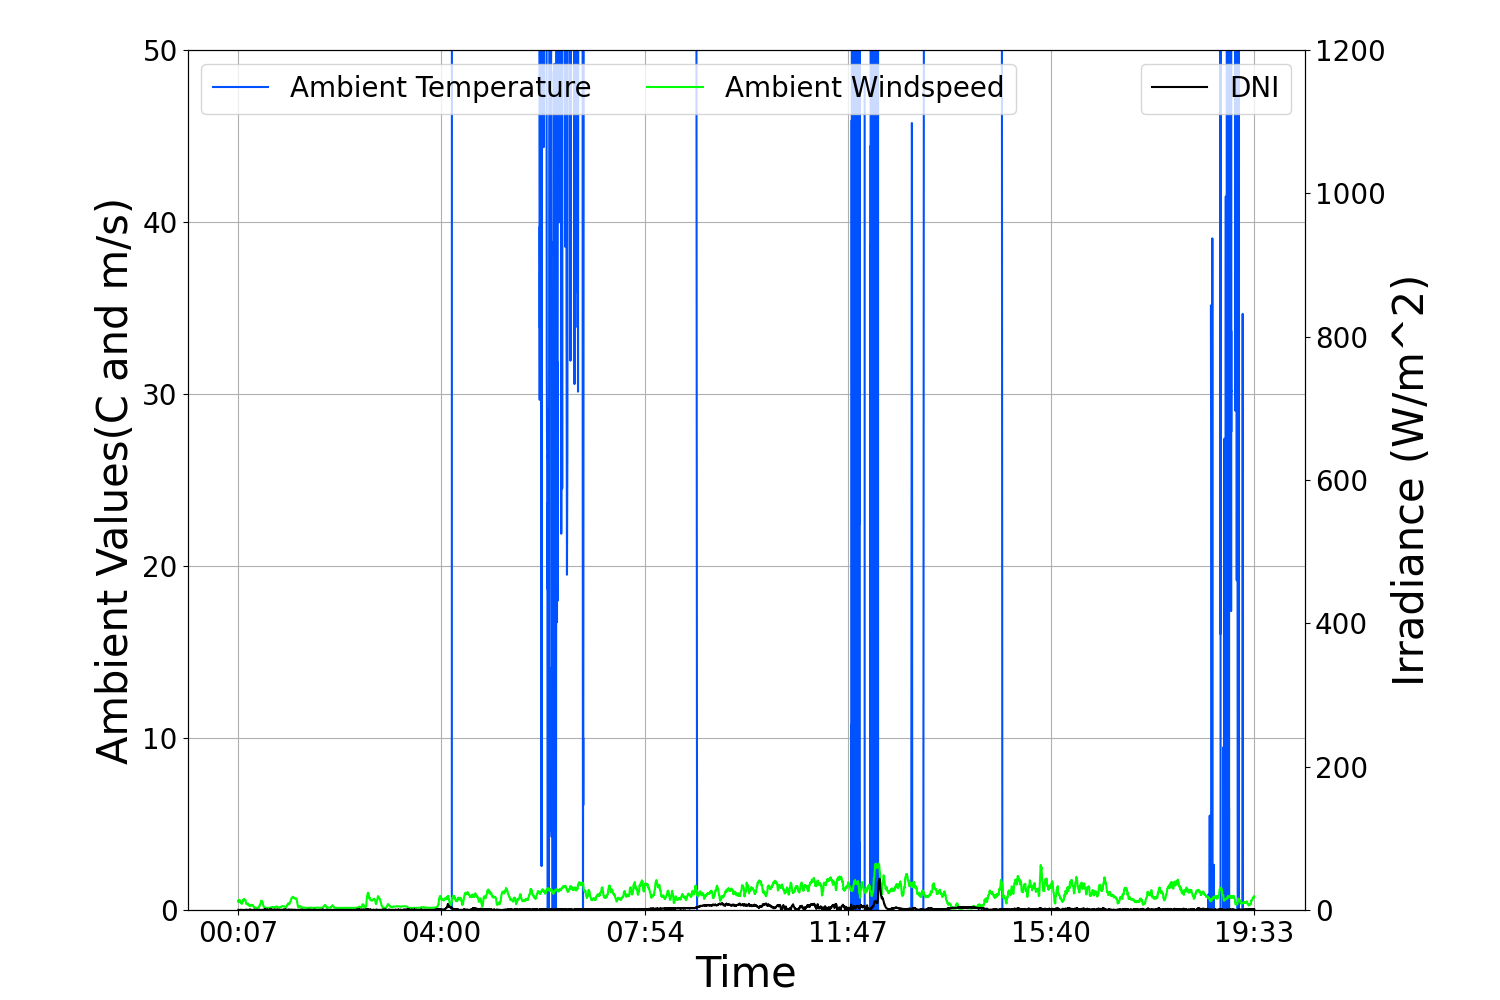 Ambient Temperature Ambient Windspeed DNI
Ambient Values(C and m/s)
50
40
30
20
10
0
1200
1000
800
600
400
200
0
Irradiance (W/m^2)
00:07 04:00 07:54 11:47 15:40 19:33
Time